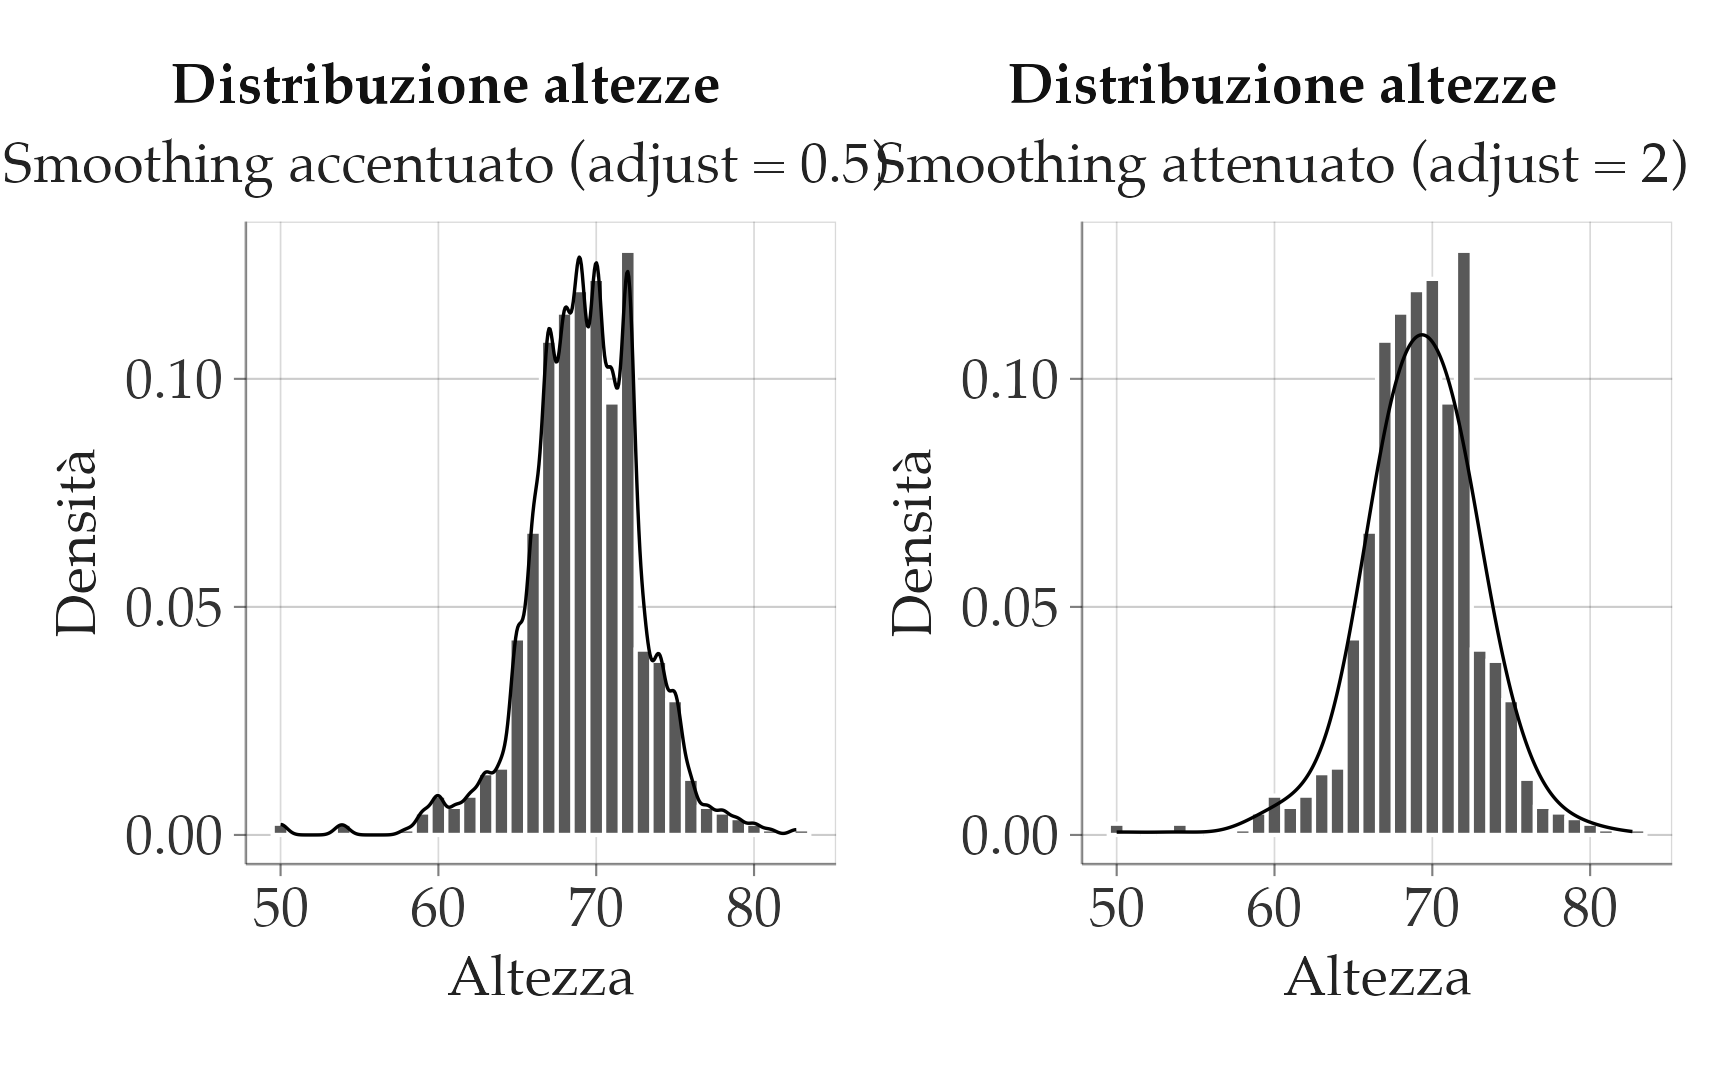 Distribuzione altezze
Smoothing accentuato (adjust = 0.5)
Densità
0.10
0.05
0.00
50 60 70 80
Altezza
Distribuzione altezze
Smoothing attenuato (adjust = 2)
Densità
0.10
0.05
0.00
50 60 70 80
Altezza